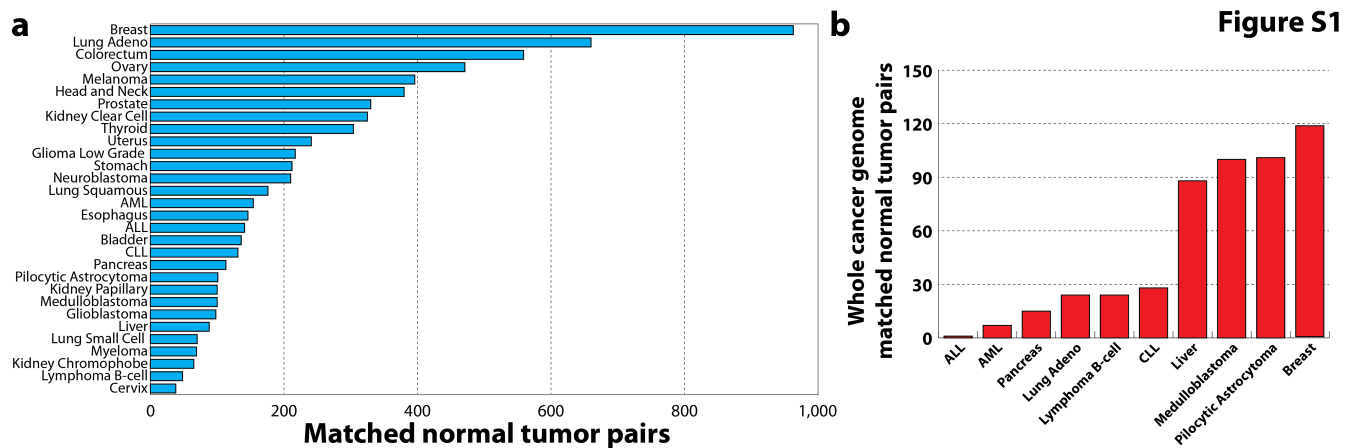 Figure S1
a
Breast
Lung Adeno
Colorectum
Ovary
Melanoma
Head and Neck
Prostate
Kidney Clear Cell
Thyroid
Uterus
Glioma Low Grade
Stomach
Neuroblastoma
Lung Squamous
AML
Esophagus
ALL
Bladder
CLL
Pancreas
Pilocytic Astrocytoma
Kidney Papillary
Medulloblastoma
Glioblastoma
Liver
Lung Small Cell
Myeloma
Kidney Chromophobe
Lymphoma B-cell
Cervix
0 200 400 600 800 1,000
Matched normal tumor pairs
b
Whole cancer genome
matched normal tumor pairs
150
120
90
60
30
0
ALL
AML
Pancreas
Lung Adeno
Lymphoma B-cell
CLL
Liver
Medulloblastoma
Pilocytic Astrocytoma
Breast